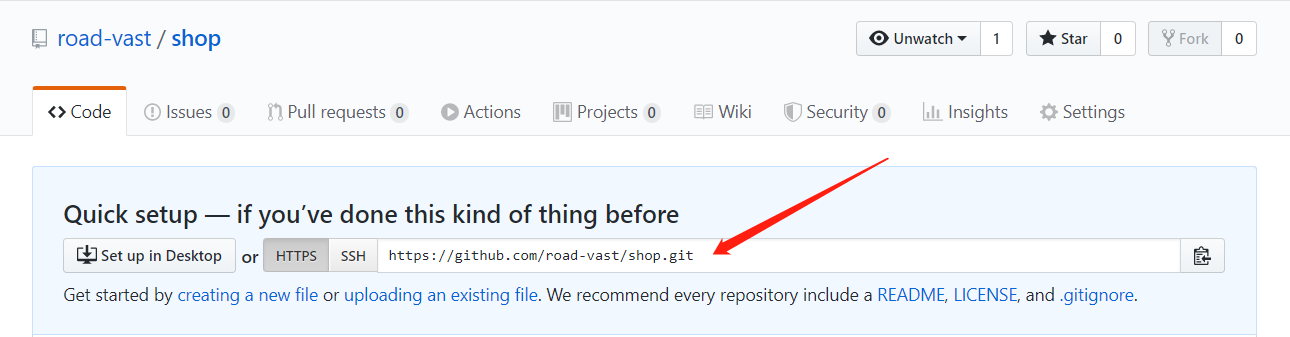 road-vast / shop
Unwatch 1 Star 0 Fork 0
Code Issues 0 Pull requests 0 Actions Projects 0 Wiki Security 0 Insights Settings
Quick setup — if you’ve done this kind of thing before
Set up in Desktop or HTTPS SSH https://github.com/road-vast/shop.git
Get started by creating a new file or uploading an existing file. We recommend every repository include a README, LICENSE, and .gitignore.